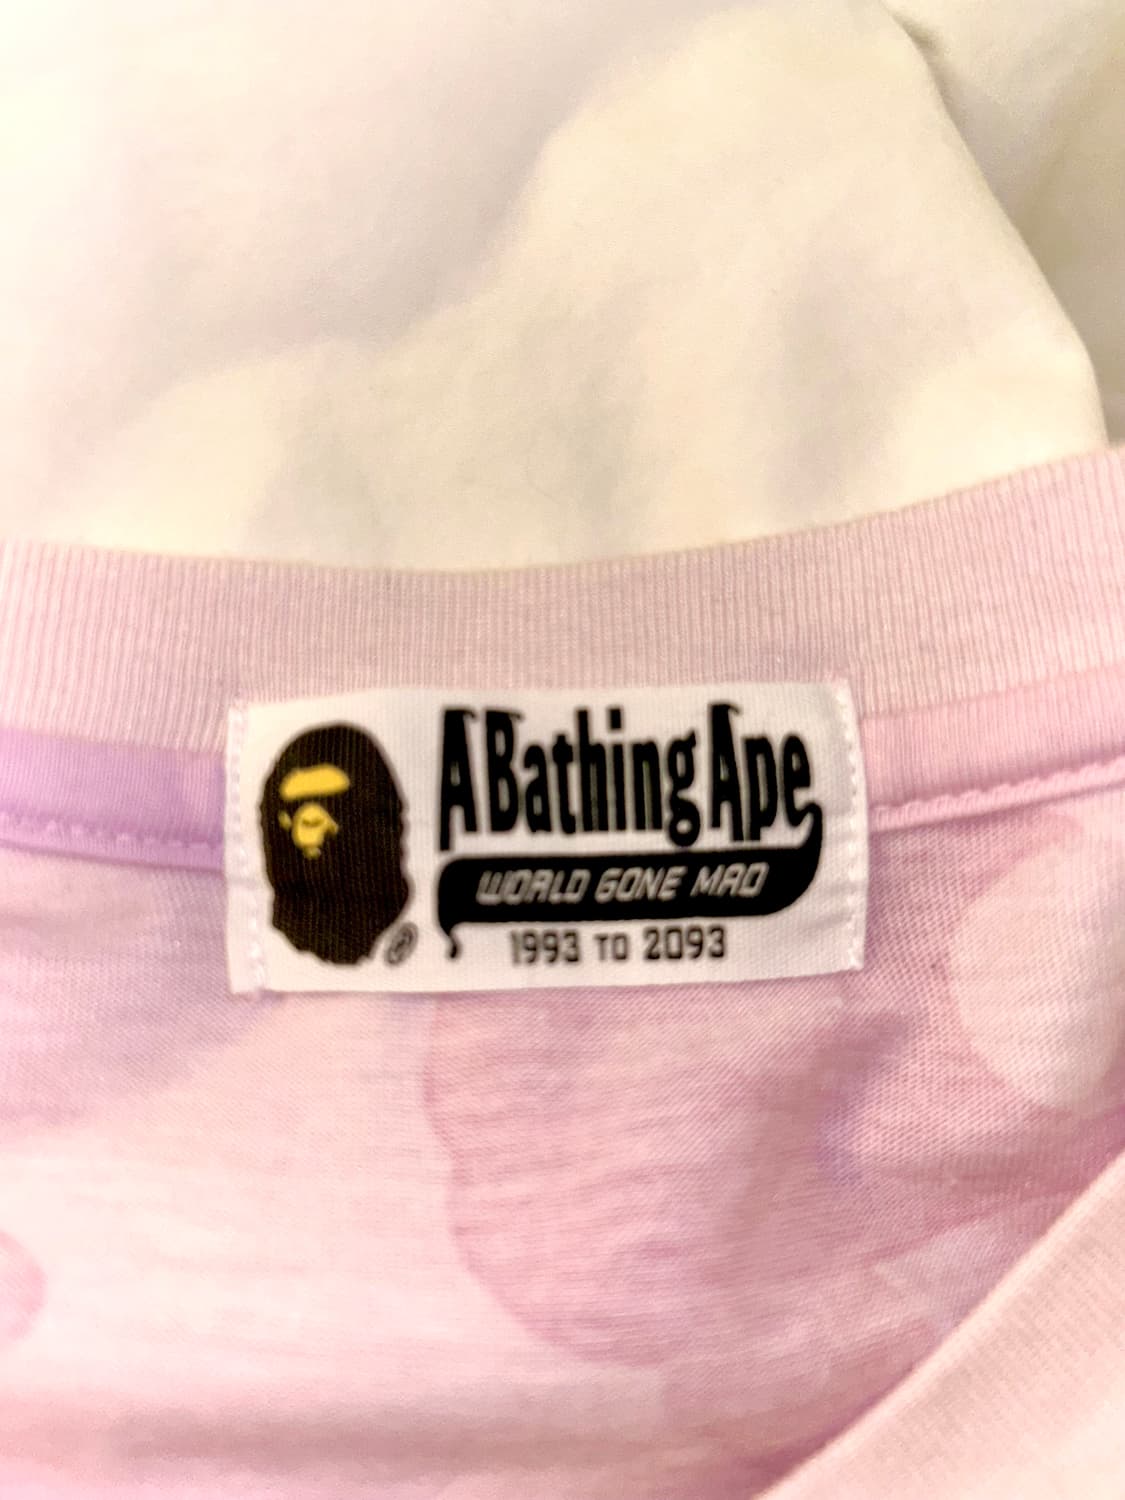 A Bathing Ape
WORLD GONE MAD
1993 TO 2093
®